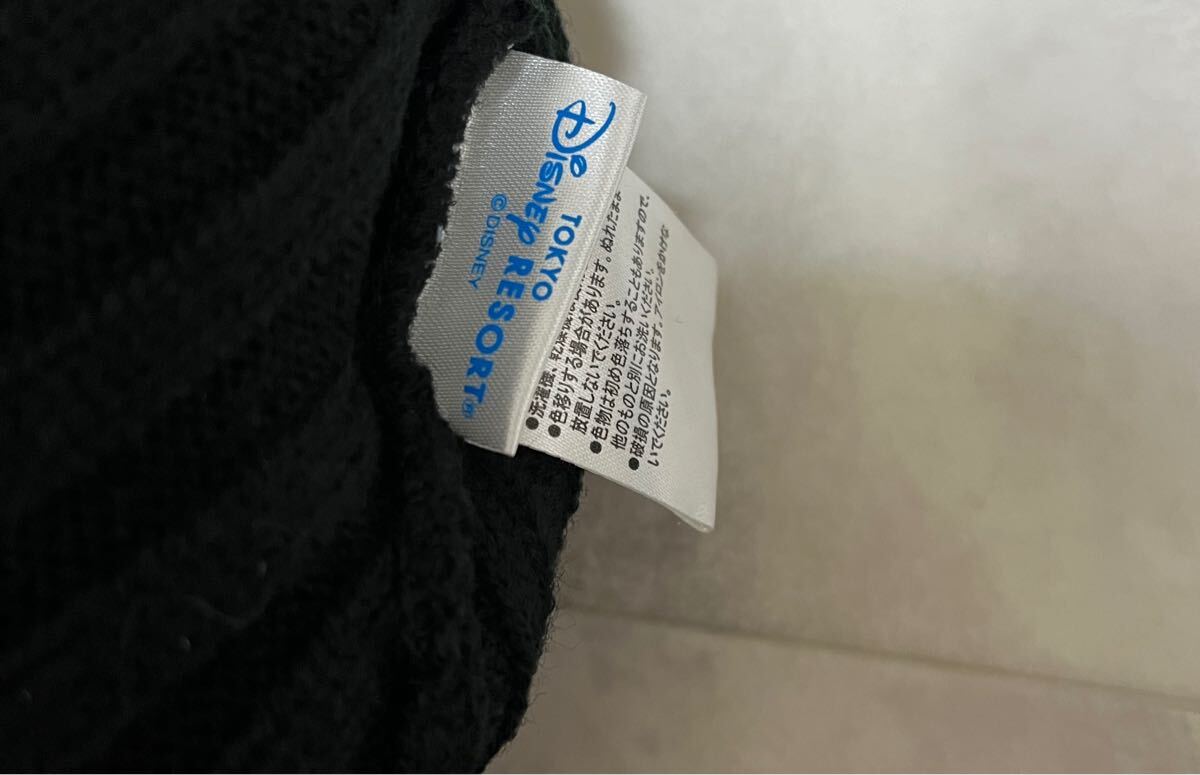 TOKYO
DISNEY RESORT®
©DISNEY
●洗濯後、乾燥
●色移りする場合があります。ぬれたまま
放置しないでください。
●色物は初め色落ちすることもありますので、
他のものと別にお洗いください。
●破損の原因となります。アイロンをかけな
いでください。